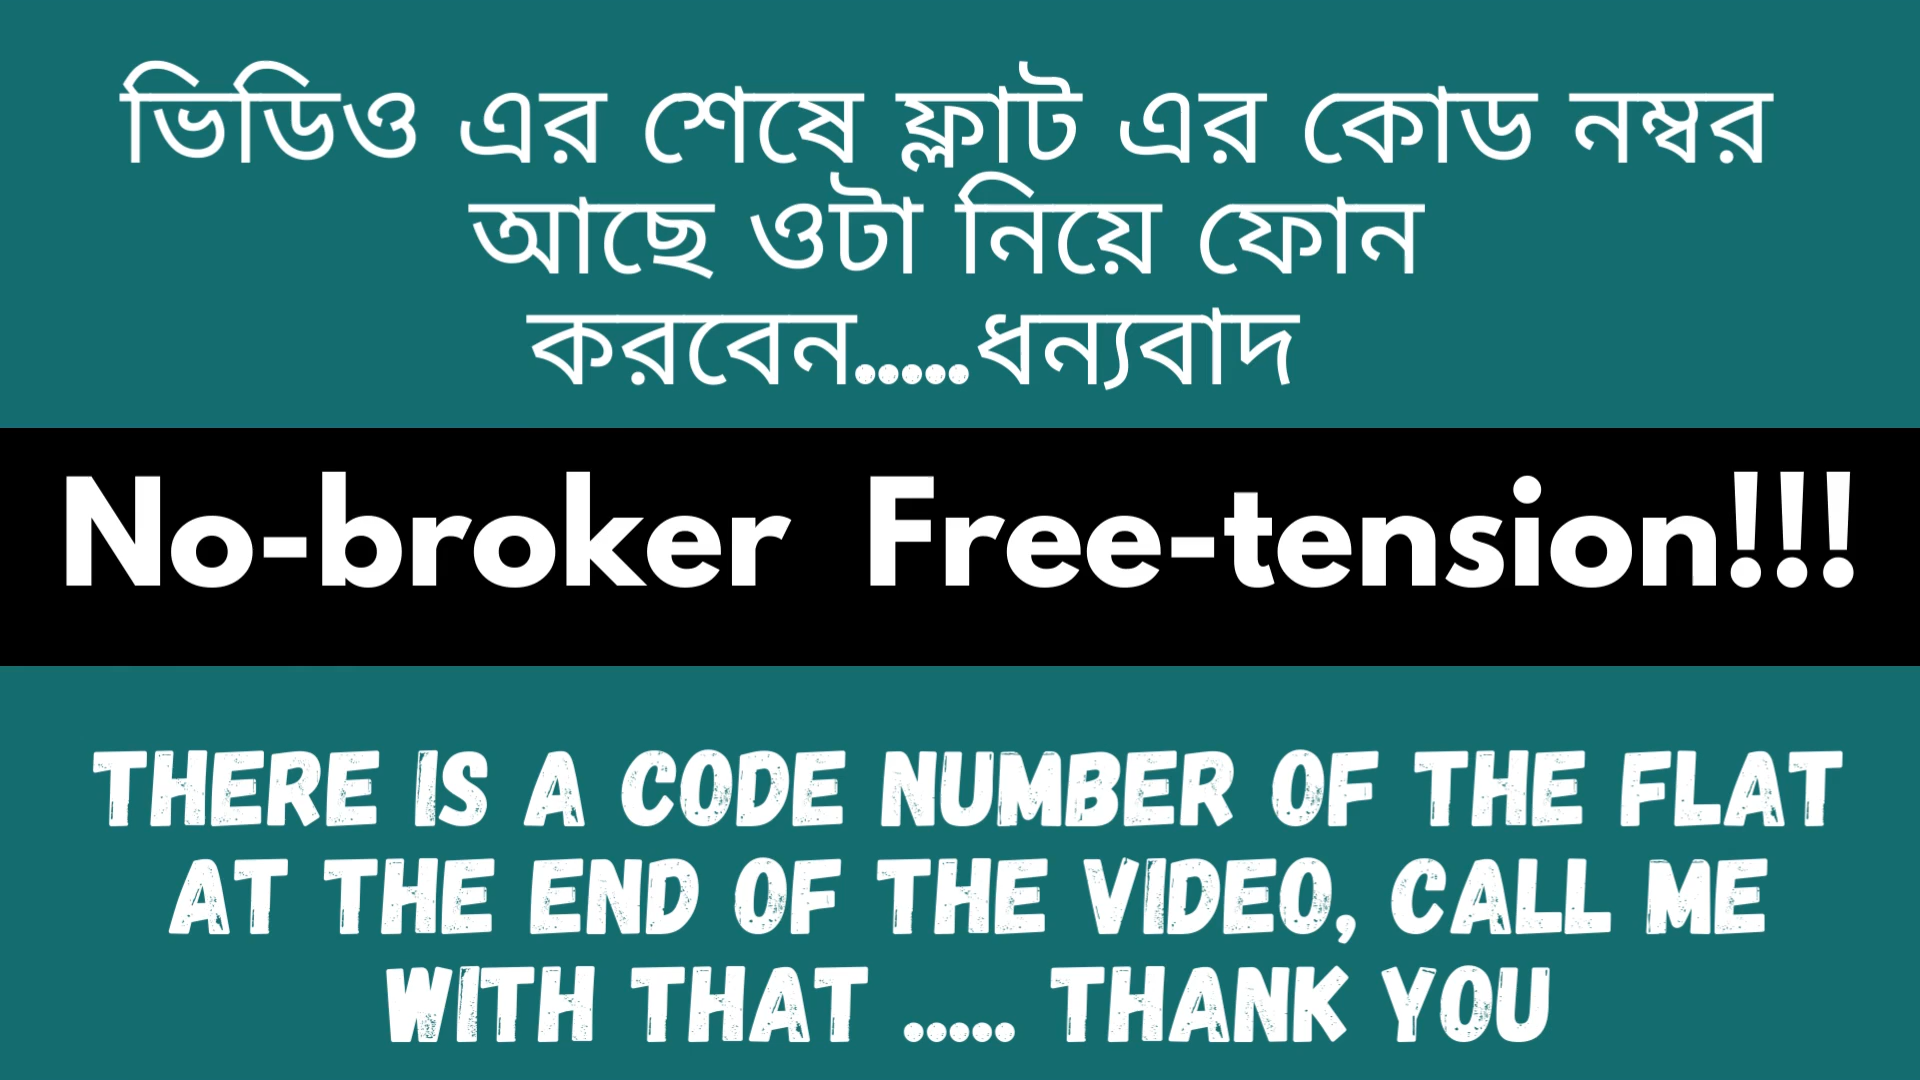 ভিডিও এর শেষে ফ্লাট এর কোড নম্বর
আছে ওটা নিয়ে ফোন
করবেন.....ধন্যবাদ
No-broker Free-tension!!!
THERE IS A CODE NUMBER OF THE FLAT
AT THE END OF THE VIDEO, CALL ME
WITH THAT ..... THANK YOU